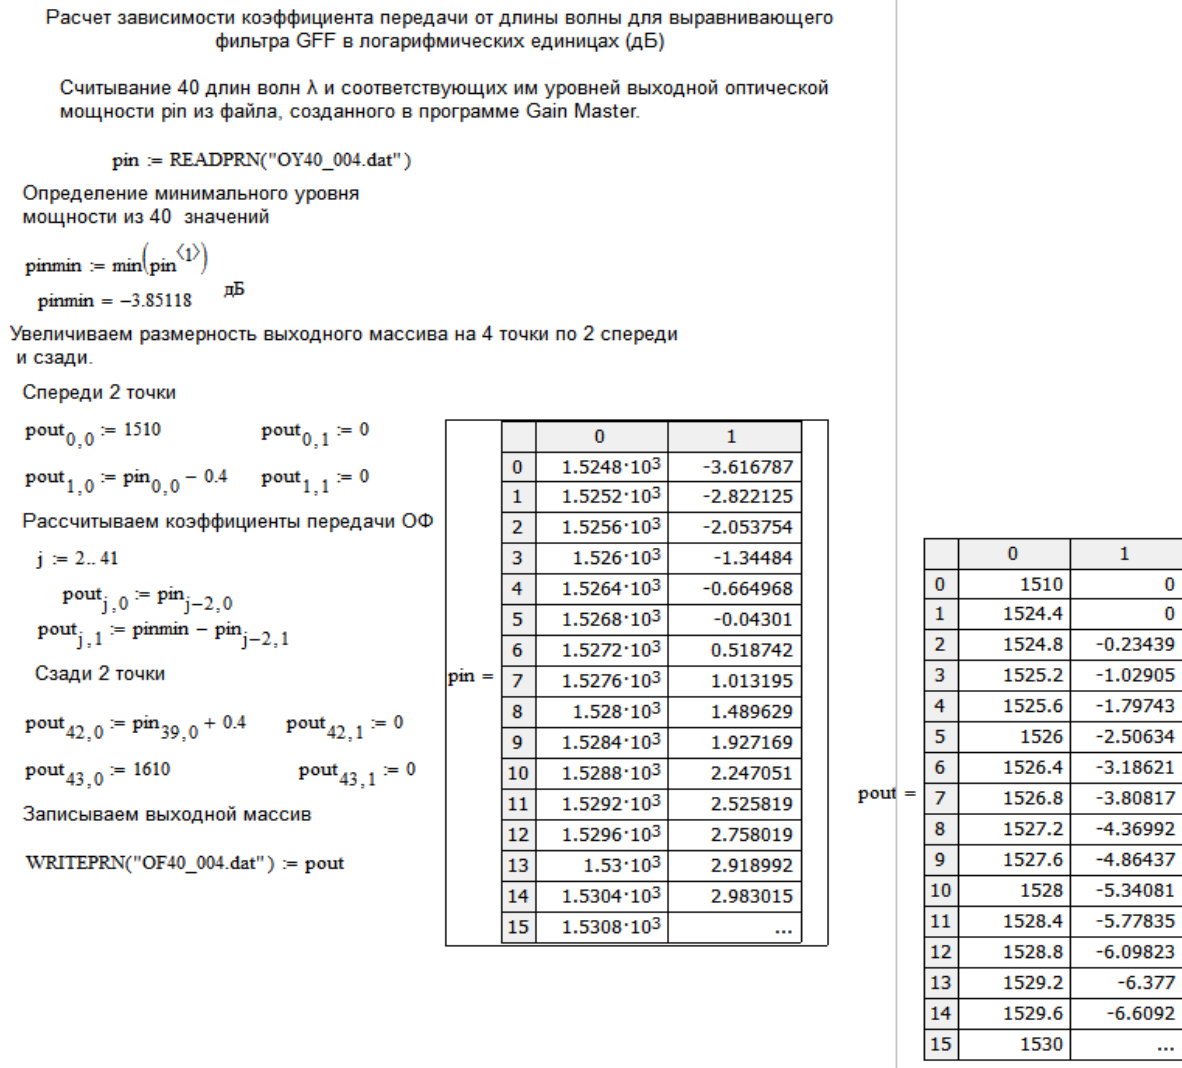 Расчет зависимости коэффициента передачи от длины волны для выравнивающего
фильтра GFF в логарифмических единицах (дБ)
Считывание 40 длин волн λ и соответствующих им уровней выходной оптической
мощности pin из файла, созданного в программе Gain Master.
pin := READPRN("OY40_004.dat")
Определение минимального уровня
мощности из 40 значений
pinmin := min(pin^⟨1⟩)
pinmin = −3.85118 дБ
Увеличиваем размерность выходного массива на 4 точки по 2 спереди
и сзади.
Спереди 2 точки
pout_0,0 := 1510 pout_0,1 := 0
pout_1,0 := pin_0,0 − 0.4 pout_1,1 := 0
Рассчитываем коэффициенты передачи ОФ
j := 2.. 41
pout_j,0 := pin_j−2,0
pout_j,1 := pinmin − pin_j−2,1
Сзади 2 точки
pout_42,0 := pin_39,0 + 0.4 pout_42,1 := 0
pout_43,0 := 1610 pout_43,1 := 0
Записываем выходной массив
WRITEPRN("OF40_004.dat") := pout
pin =
0 1
0 1.5248·10³ -3.616787
1 1.5252·10³ -2.822125
2 1.5256·10³ -2.053754
3 1.526·10³ -1.34484
4 1.5264·10³ -0.664968
5 1.5268·10³ -0.04301
6 1.5272·10³ 0.518742
7 1.5276·10³ 1.013195
8 1.528·10³ 1.489629
9 1.5284·10³ 1.927169
10 1.5288·10³ 2.247051
11 1.5292·10³ 2.525819
12 1.5296·10³ 2.758019
13 1.53·10³ 2.918992
14 1.5304·10³ 2.983015
15 1.5308·10³ ...
pout =
0 1
0 1510 0
1 1524.4 0
2 1524.8 -0.23439
3 1525.2 -1.02905
4 1525.6 -1.79743
5 1526 -2.50634
6 1526.4 -3.18621
7 1526.8 -3.80817
8 1527.2 -4.36992
9 1527.6 -4.86437
10 1528 -5.34081
11 1528.4 -5.77835
12 1528.8 -6.09823
13 1529.2 -6.377
14 1529.6 -6.6092
15 1530 ...